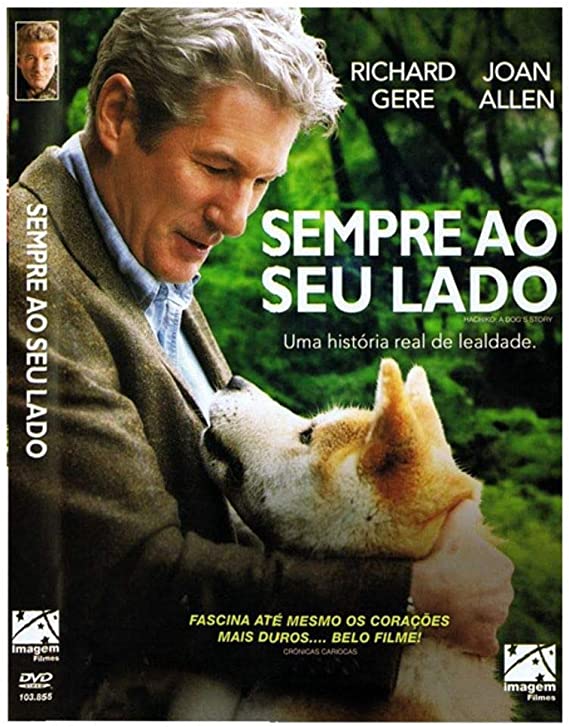 RICHARD GERE
JOAN ALLEN
SEMPRE AO
SEU LADO
HACHIKO: A DOG'S STORY
Uma história real de lealdade.
FASCINA ATÉ MESMO OS CORAÇÕES
MAIS DUROS.... BELO FILME!
CRÔNICAS CARIOCAS
imagem
Filmes
SEMPRE AO SEU LADO
imagem
Filmes
DVD
VIDEO
103.855